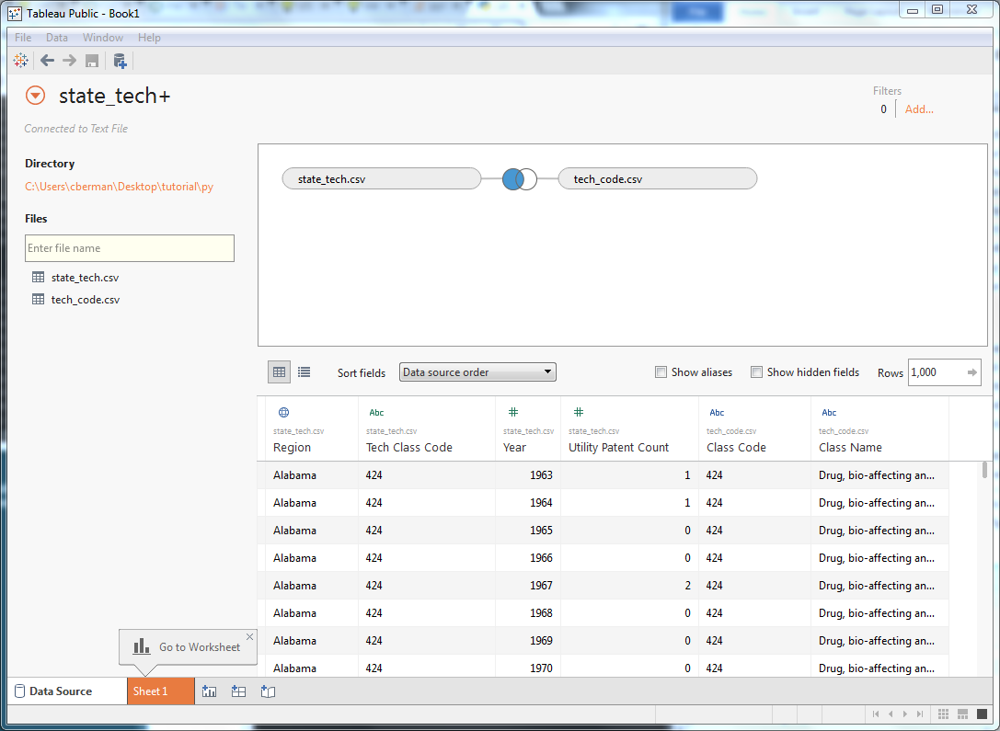 Tableau Public - Book1
File Data Window Help
state_tech+
Connected to Text File
Filters
0 Add...
Directory
C:\Users\cberman\Desktop\tutorial\py
Files
Enter file name
state_tech.csv
tech_code.csv
state_tech.csv tech_code.csv
Sort fields Data source order Show aliases Show hidden fields Rows 1,000
Abc Abc Abc
state_tech.csv state_tech.csv state_tech.csv state_tech.csv tech_code.csv tech_code.csv
Region Tech Class Code Year Utility Patent Count Class Code Class Name
Alabama 424 1963 1 424 Drug, bio-affecting an...
Alabama 424 1964 1 424 Drug, bio-affecting an...
Alabama 424 1965 0 424 Drug, bio-affecting an...
Alabama 424 1966 0 424 Drug, bio-affecting an...
Alabama 424 1967 2 424 Drug, bio-affecting an...
Alabama 424 1968 0 424 Drug, bio-affecting an...
Alabama 424 1969 0 424 Drug, bio-affecting an...
Alabama 424 1970 0 424 Drug, bio-affecting an...
Go to Worksheet
Data Source Sheet 1